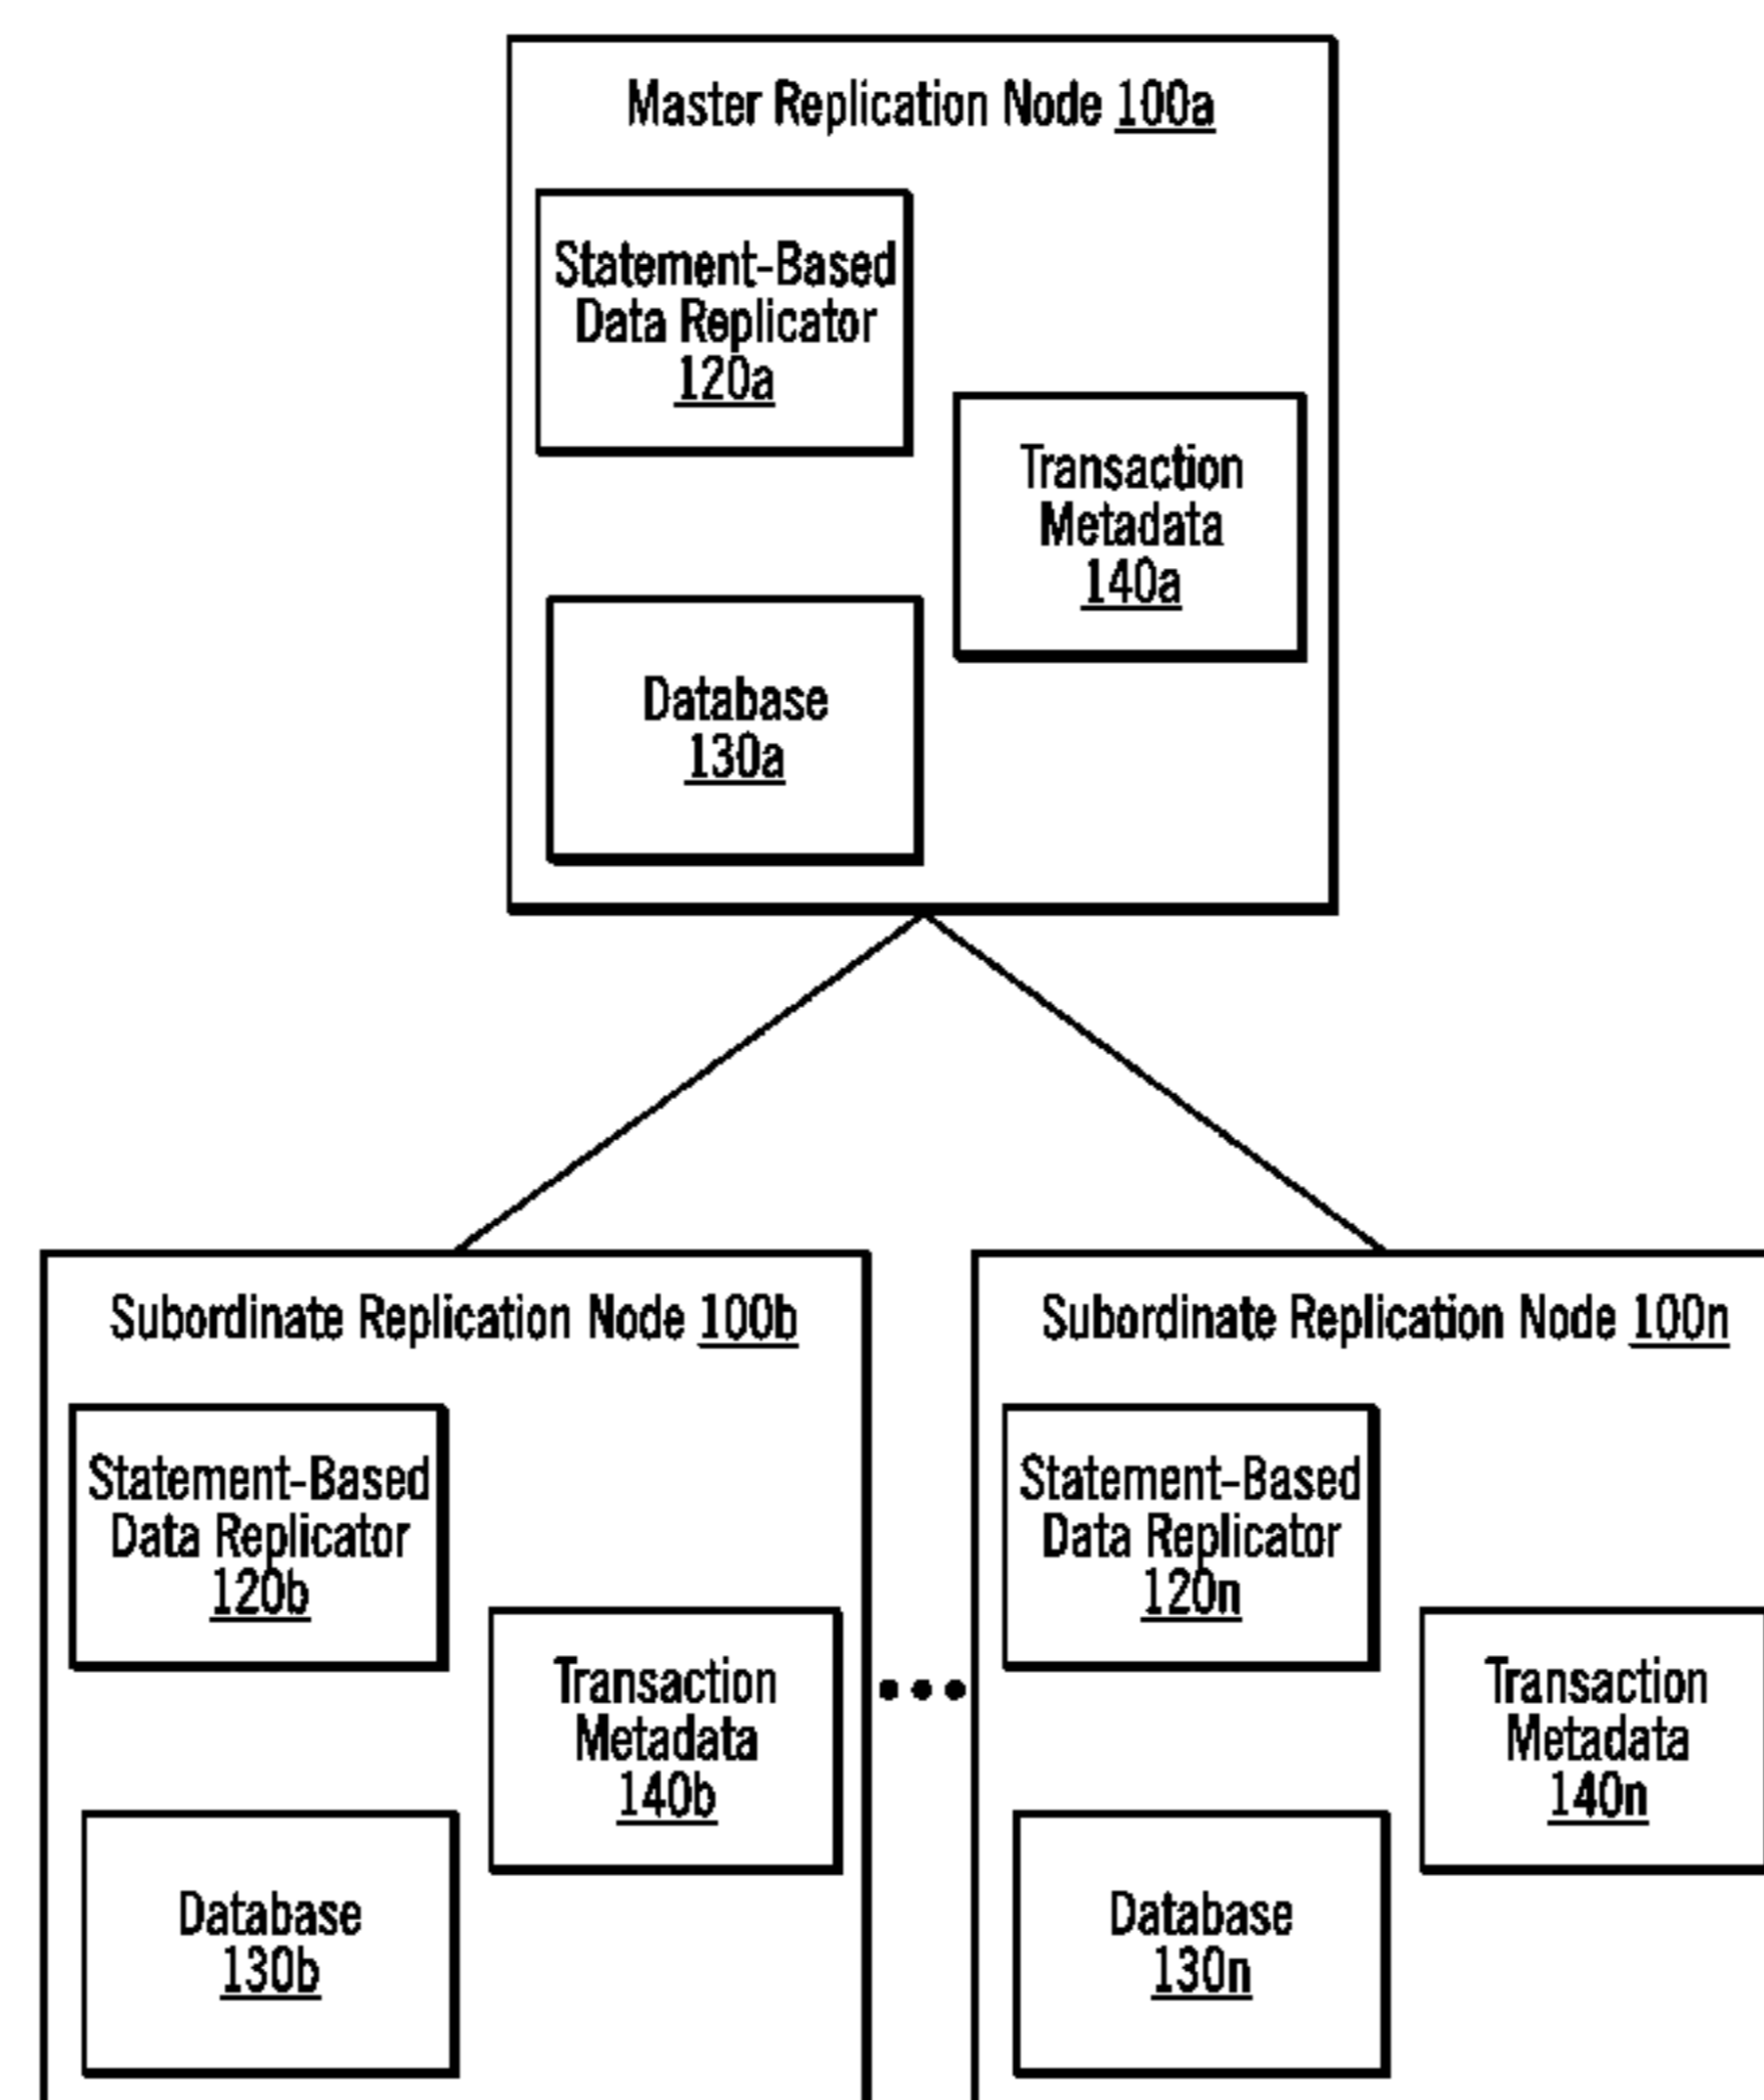 Master Replication Node 100a
Statement-Based
Data Replicator
120a
Transaction
Metadata
140a
Database
130a
Subordinate Replication Node 100b
Statement-Based
Data Replicator
120b
Transaction
Metadata
140b
Database
130b
Subordinate Replication Node 100n
Statement-Based
Data Replicator
120n
Transaction
Metadata
140n
Database
130n